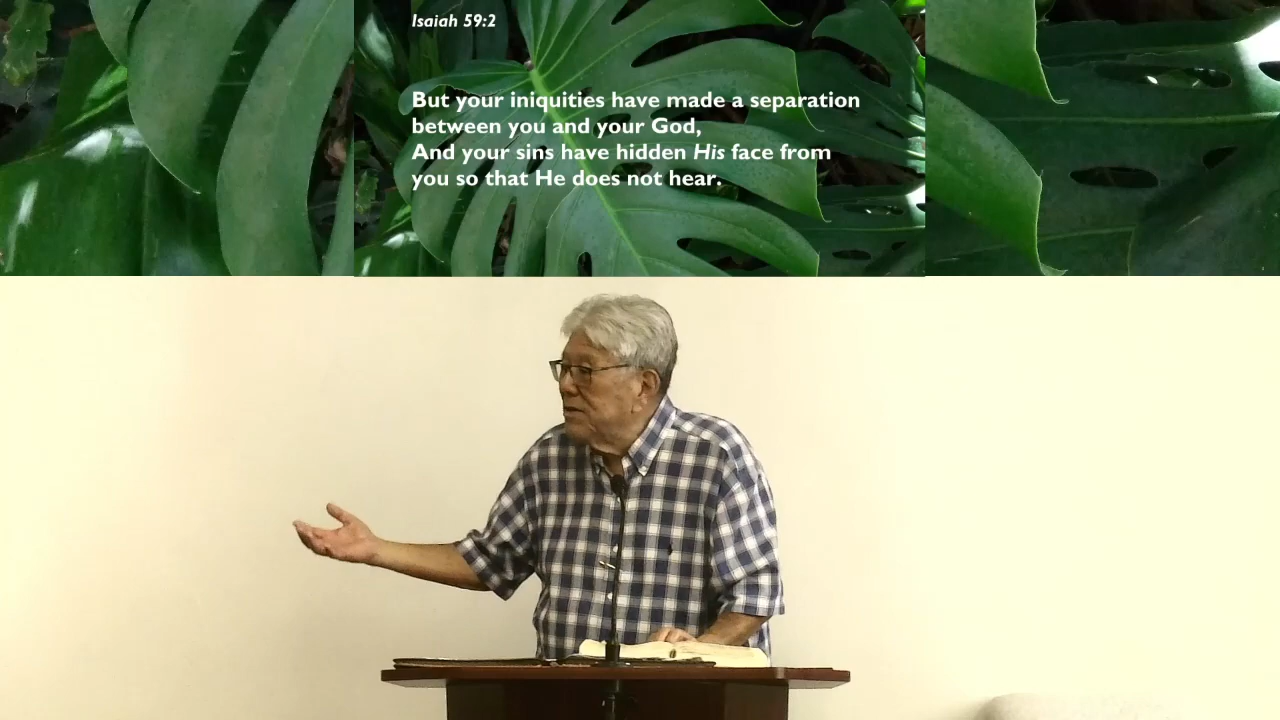 Isaiah 59:2
But your iniquities have made a separation
between you and your God,
And your sins have hidden His face from
you so that He does not hear.